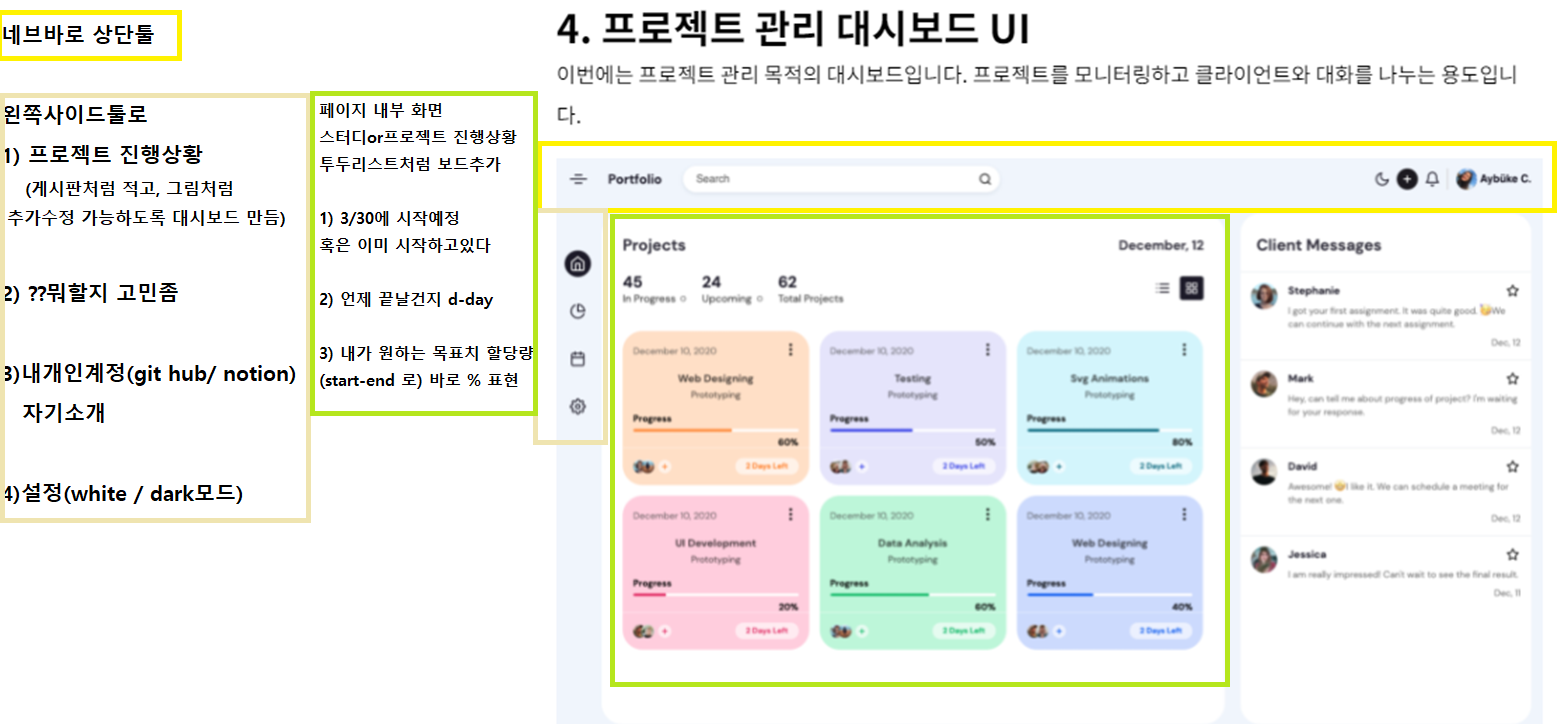 네브바로 상단툴
왼쪽사이드툴로
1) 프로젝트 진행상황
(게시판처럼 적고, 그림처럼
추가수정 가능하도록 대시보드 만듬)
2) ??뭐할지 고민좀
3)내개인계정(git hub/ notion)
자기소개
4)설정(white / dark모드)
페이지 내부 화면
스터디or프로젝트 진행상황
투두리스트처럼 보드추가
1) 3/30에 시작예정
혹은 이미 시작하고있다
2) 언제 끝날건지 d-day
3) 내가 원하는 목표치 할당량
(start-end 로) 바로 % 표현
4. 프로젝트 관리 대시보드 UI
이번에는 프로젝트 관리 목적의 대시보드입니다. 프로젝트를 모니터링하고 클라이언트와 대화를 나누는 용도입니
다.
Portfolio
Search
Aybüke C.
Projects
December, 12
45
In Progress
24
Upcoming
62
Total Projects
December 10, 2020
Web Designing
Prototyping
Progress
60%
2 Days Left
December 10, 2020
Testing
Prototyping
Progress
50%
2 Days Left
December 10, 2020
Svg Animations
Prototyping
Progress
80%
2 Days Left
December 10, 2020
UI Development
Prototyping
Progress
20%
2 Days Left
December 10, 2020
Data Analysis
Prototyping
Progress
60%
2 Days Left
December 10, 2020
Web Designing
Prototyping
Progress
40%
2 Days Left
Client Messages
Stephanie
I got your first assignment. It was quite good. 🥳We
can continue with the next assignment.
Dec, 12
Mark
Hey, can tell me about progress of project? I'm waiting
for your response.
Dec, 12
David
Awesome! 🤩I like it. We can schedule a meeting for
the next one.
Dec, 12
Jessica
I am really impressed! Can't wait to see the final result.
Dec, 11